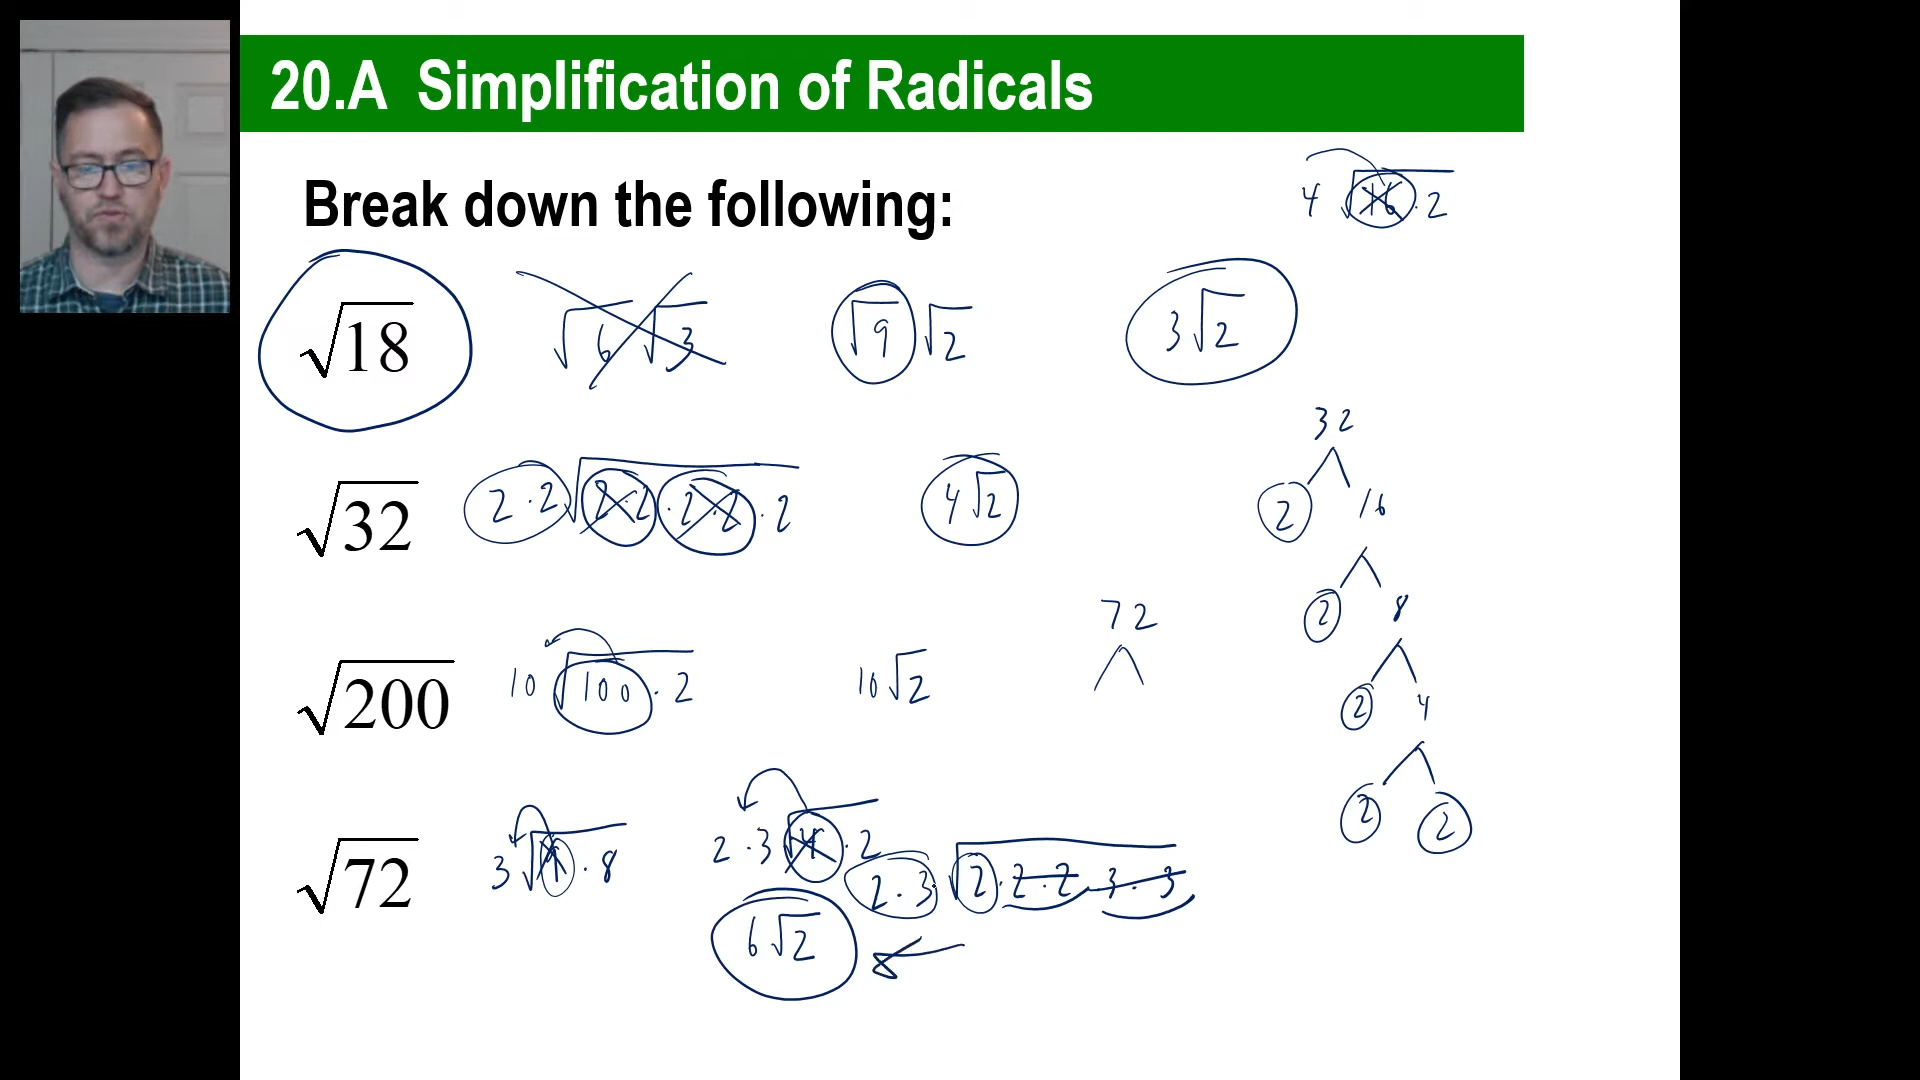 20.A Simplification of Radicals
Break down the following:
4 √16·2
√18 √6 √3 √9 √2 3√2
32
√32 2·2√2·2·2·2·2 4√2 2 16
72 2 8
√200 10√100·2 10√2 2 4
2 2
√72 3√9·8 2·3√4·2 2·3√2·2·2·3·3
6√2